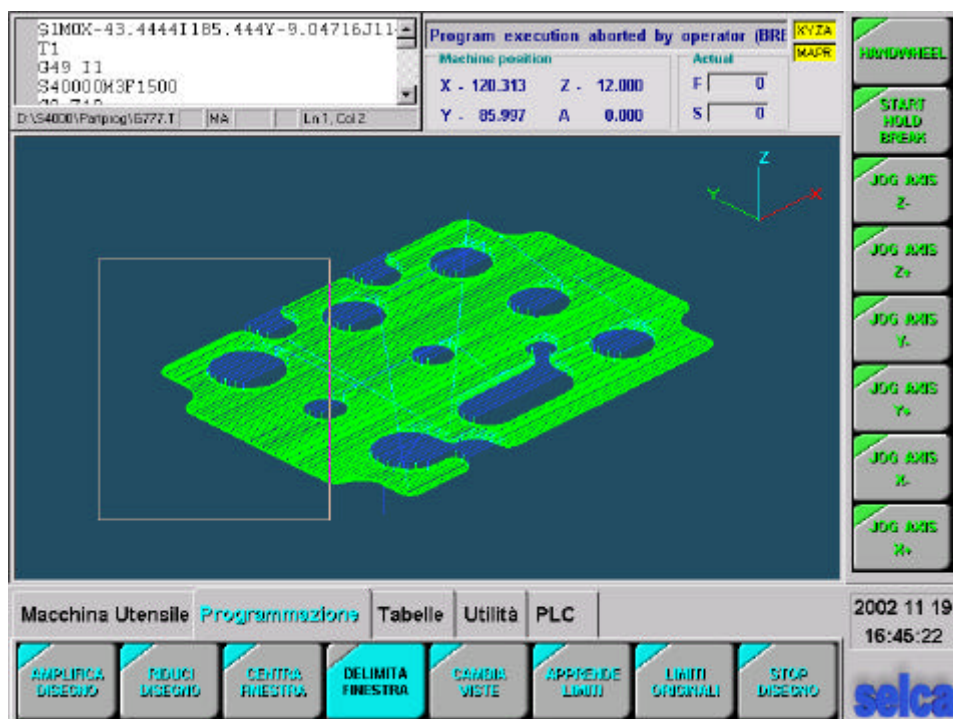 S1MOX-43.4444I185.444Y-9.04716J11
T1
G49 I1
S40000M3F1500
D:\S4000\Partprog\G777.T MA Ln 1, Col 2
Program execution aborted by operator (BRE
Machine position
Actual
X - 120.313 Z - 12.000 F 0
Y - 85.997 A 0.000 S 0
XYZA
MAPR
Z
Y
X
HANDWHEEL
START
HOLD
BREAK
JOG AXIS
Z-
JOG AXIS
Z+
JOG AXIS
Y-
JOG AXIS
Y+
JOG AXIS
X-
JOG AXIS
X+
Macchina Utensile Programmazione Tabelle Utilità PLC
2002 11 19
16:45:22
AMPLIFICA
DISEGNO
RIDUCI
DISEGNO
CENTRA
FINESTRA
DELIMITA
FINESTRA
CAMBIA
VISTE
APPRENDE
LIMITI
LIMITI
ORIGINALI
STOP
DISEGNO
selca